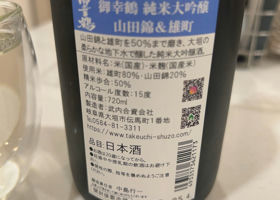 御幸鶴 純米大吟醸
山田錦&雄町
山田錦と雄町を50%まで磨き、大垣の
柔らかな地下水で醸した純米大吟醸酒。
原材料:米(国産)・米麹(国産米)
使用米:雄町80%・山田錦20%
精米歩合:50%
アルコール度数:15度
内容量:720ml
製造者:武内合資会社
岐阜県大垣市伝馬町1番地
☎0584-81-3311
https://www.takeuchi-shuzo.com/
品目:日本酒